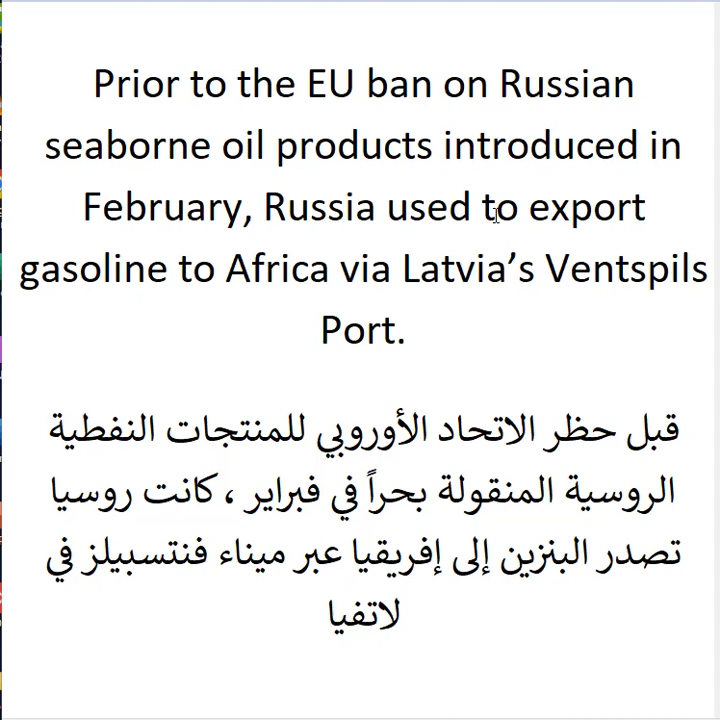 Prior to the EU ban on Russian
seaborne oil products introduced in
February, Russia used to export
gasoline to Africa via Latvia’s Ventspils
Port.
قبل حظر الاتحاد الأوروبي للمنتجات النفطية
الروسية المنقولة بحراً في فبراير ، كانت روسيا
تصدر البنزين إلى إفريقيا عبر ميناء فنتسبيلز في
لاتفيا